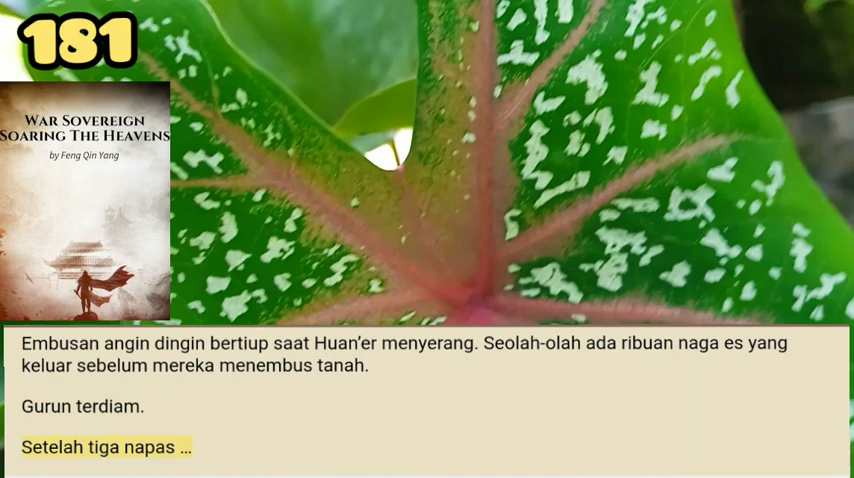 181
WAR SOVEREIGN
SOARING THE HEAVENS
by Feng Qin Yang
Embusan angin dingin bertiup saat Huan’er menyerang. Seolah-olah ada ribuan naga es yang
keluar sebelum mereka menembus tanah.
Gurun terdiam.
Setelah tiga napas ...